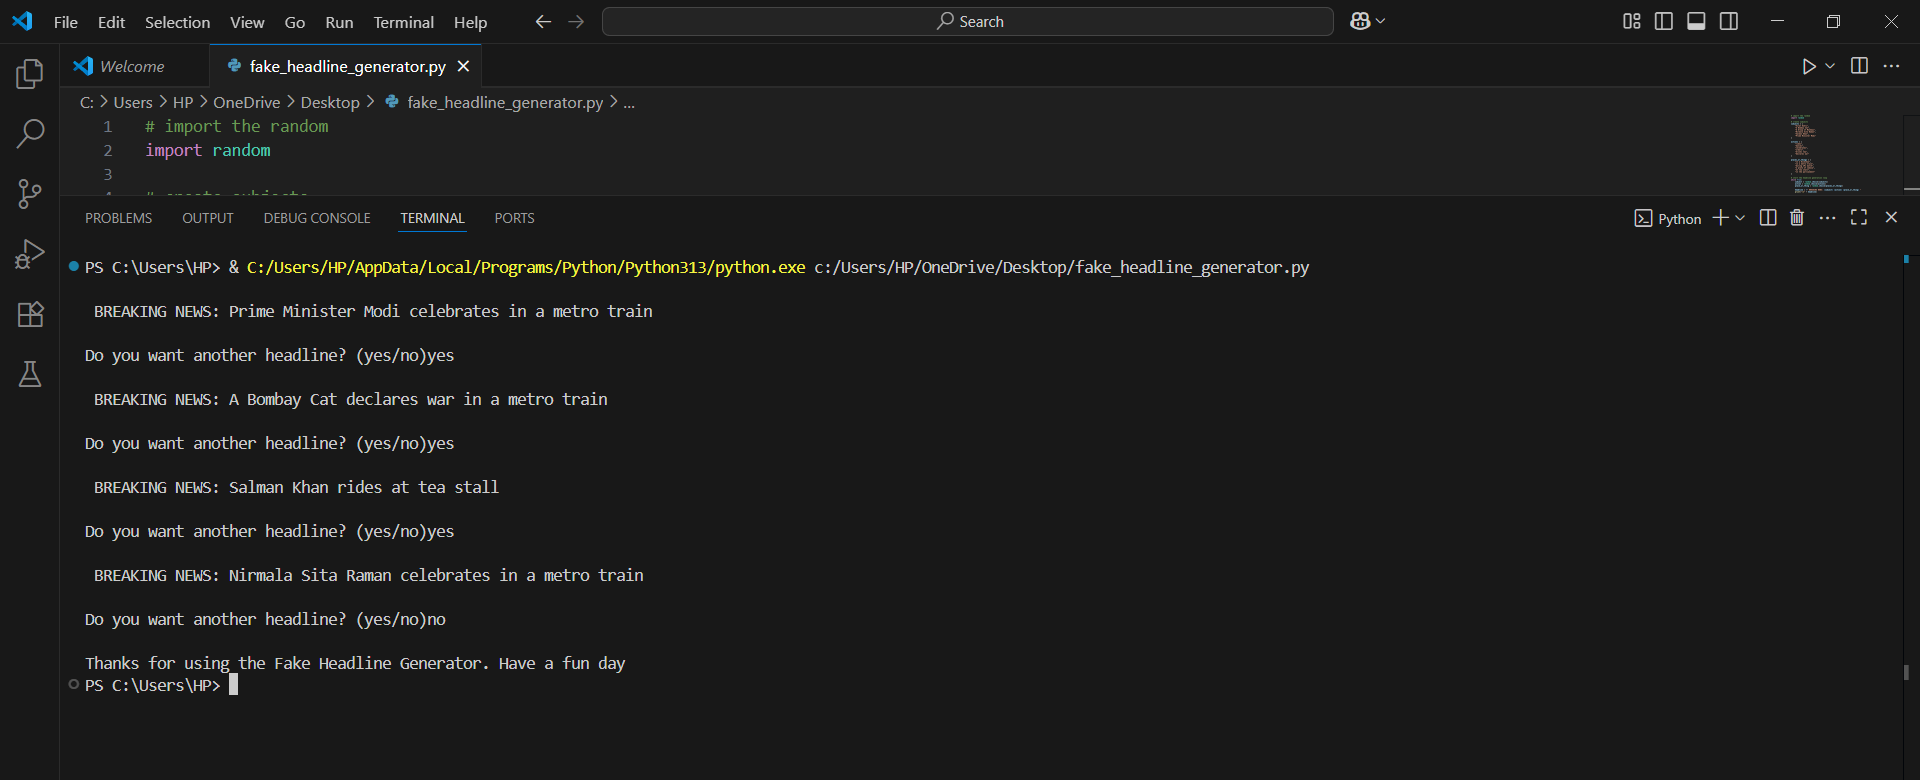 File Edit Selection View Go Run Terminal Help Search
Welcome fake_headline_generator.py
C: > Users > HP > OneDrive > Desktop > fake_headline_generator.py > ...
1 # import the random
2 import random
3
PROBLEMS OUTPUT DEBUG CONSOLE TERMINAL PORTS Python
PS C:\Users\HP> & C:/Users/HP/AppData/Local/Programs/Python/Python313/python.exe c:/Users/HP/OneDrive/Desktop/fake_headline_generator.py
BREAKING NEWS: Prime Minister Modi celebrates in a metro train
Do you want another headline? (yes/no)yes
BREAKING NEWS: A Bombay Cat declares war in a metro train
Do you want another headline? (yes/no)yes
BREAKING NEWS: Salman Khan rides at tea stall
Do you want another headline? (yes/no)yes
BREAKING NEWS: Nirmala Sita Raman celebrates in a metro train
Do you want another headline? (yes/no)no
Thanks for using the Fake Headline Generator. Have a fun day
PS C:\Users\HP>